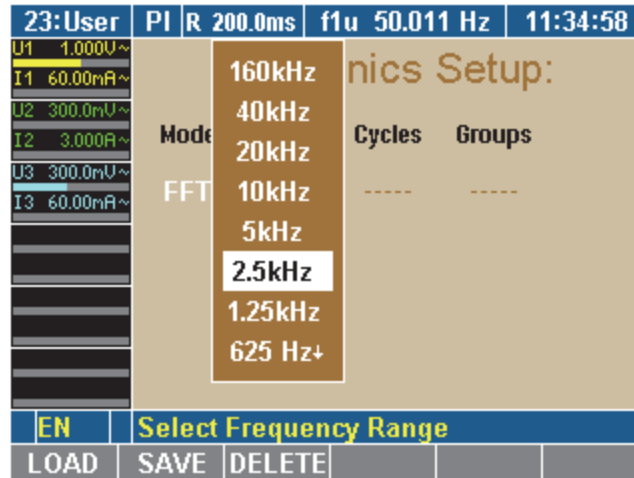 23:User PI R 200.0ms f1u 50.011 Hz 11:34:58
U1 1.000V~
I1 60.00mA~
U2 300.0mV~
I2 3.000A~
U3 300.0mV~
I3 60.00mA~
nics Setup:
Mode Cycles Groups
FFT ----- -----
160kHz
40kHz
20kHz
10kHz
5kHz
2.5kHz
1.25kHz
625 Hz↓
EN Select Frequency Range
LOAD SAVE DELETE